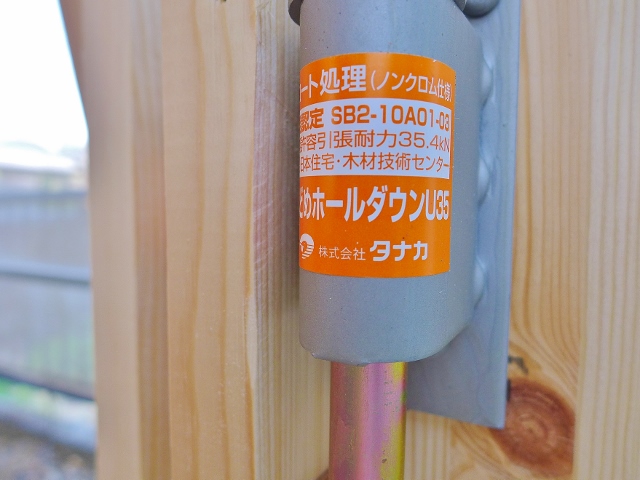 ート処理(ノンクロム仕様)
認定 SB2-10A01-03
許容引張耐力35.4kN
日本住宅・木材技術センター
めホールダウンU35
株式会社 タナカ